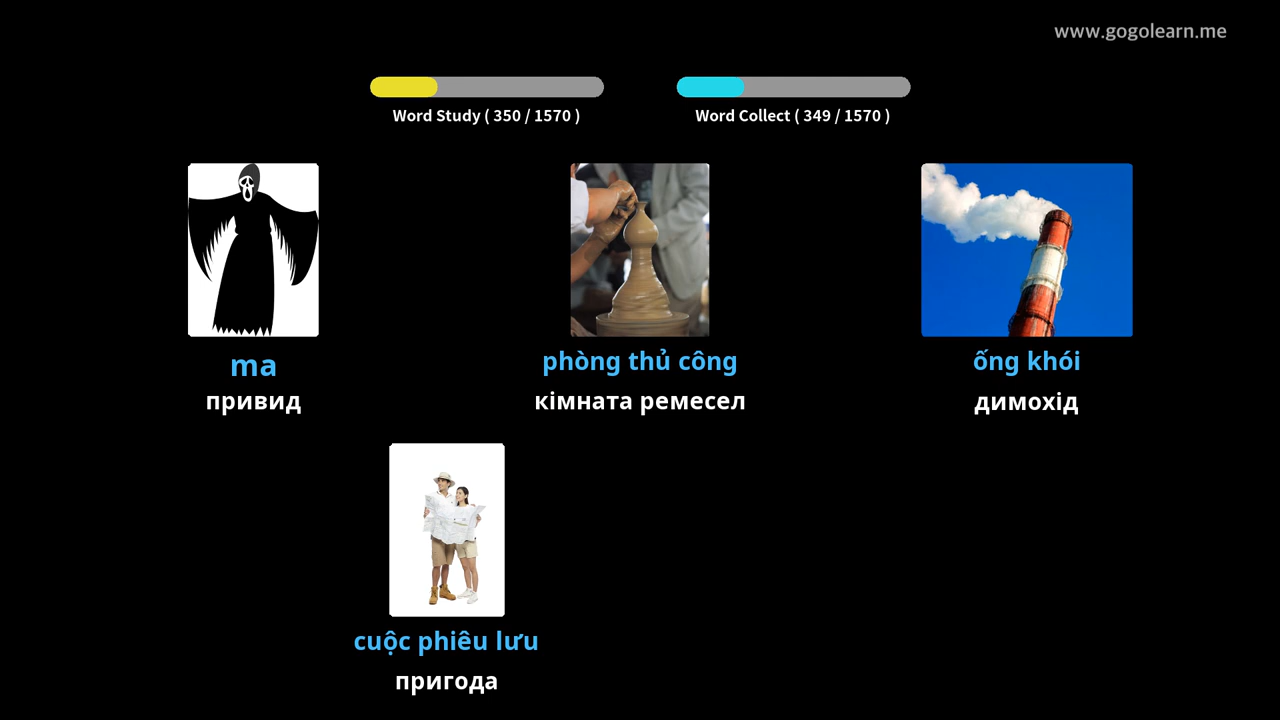 www.gogolearn.me
Word Study ( 350 / 1570 )
Word Collect ( 349 / 1570 )
ma
привид
phòng thủ công
кімната ремесел
ống khói
димохід
cuộc phiêu lưu
пригода